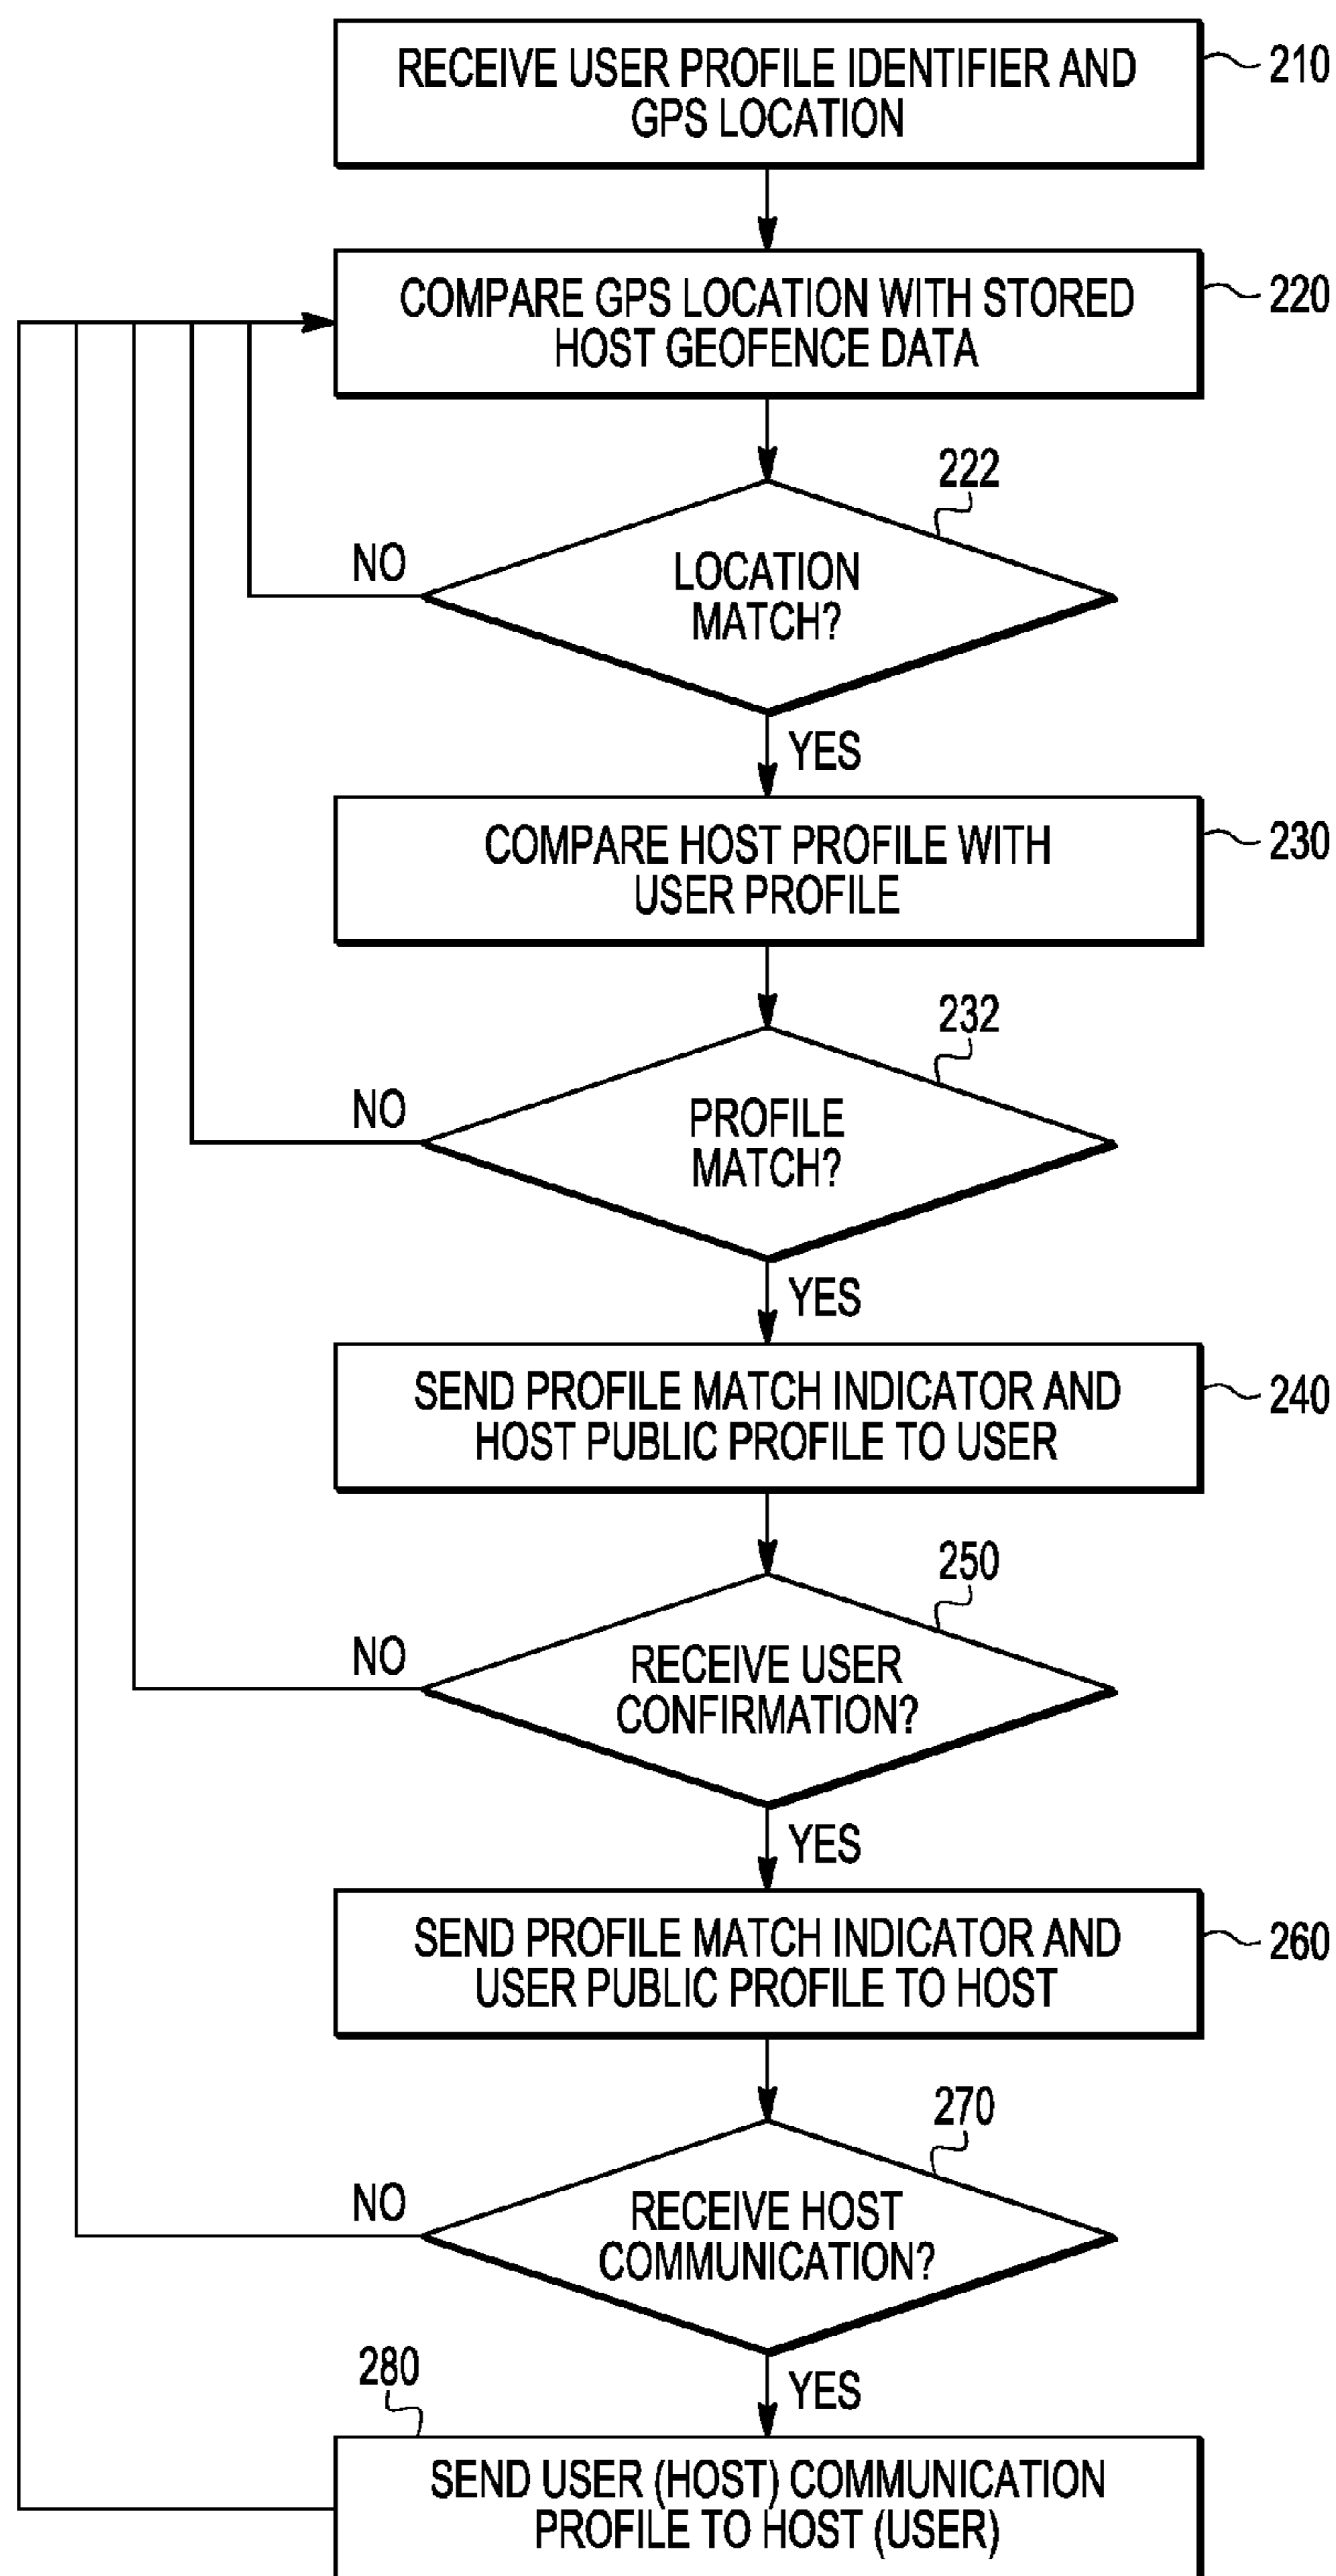 RECEIVE USER PROFILE IDENTIFIER AND
GPS LOCATION
210
COMPARE GPS LOCATION WITH STORED
HOST GEOFENCE DATA
220
222
LOCATION
MATCH?
NO
YES
COMPARE HOST PROFILE WITH
USER PROFILE
230
232
PROFILE
MATCH?
NO
YES
SEND PROFILE MATCH INDICATOR AND
HOST PUBLIC PROFILE TO USER
240
250
RECEIVE USER
CONFIRMATION?
NO
YES
SEND PROFILE MATCH INDICATOR AND
USER PUBLIC PROFILE TO HOST
260
270
RECEIVE HOST
COMMUNICATION?
NO
YES
280
SEND USER (HOST) COMMUNICATION
PROFILE TO HOST (USER)